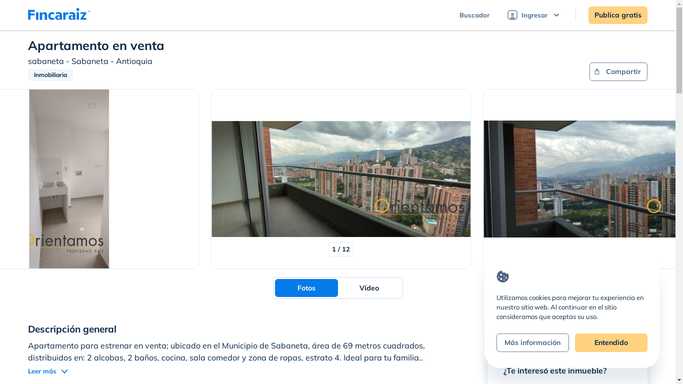 Fincaraiz
Buscador
Ingresar
Publica gratis
Apartamento en venta
sabaneta - Sabaneta - Antioquia
Inmobiliaria
Compartir
Orientamos
Orientamos
1 / 12
Fotos
Video
Utilizamos cookies para mejorar tu experiencia en
nuestro sitio web. Al continuar en el sitio
consideramos que aceptas su uso.
Más información
Entendido
Descripción general
Apartamento para estrenar en venta; ubicado en el Municipio de Sabaneta, área de 69 metros cuadrados,
distribuidos en: 2 alcobas, 2 baños, cocina, sala comedor y zona de ropas, estrato 4. Ideal para tu familia..
Leer más
¿Te interesó este inmueble?